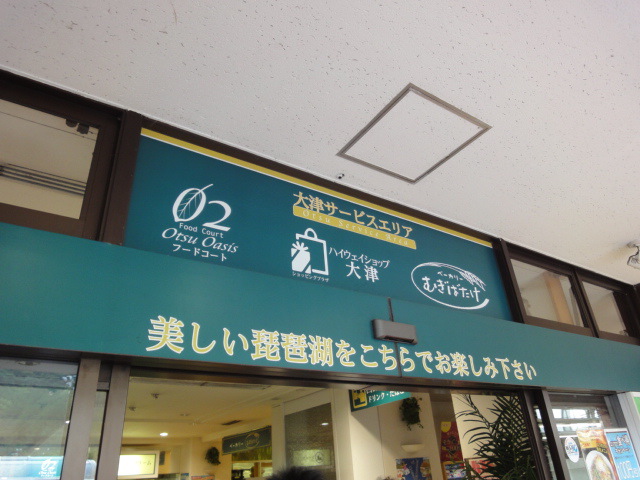 大津サービスエリア
Otsu Service Area
02
Food Court
Otsu Oasis
フードコート
ショッピングプラザ
ハイウェイショップ
大津
ベーカリー
むぎばたけ
美しい琵琶湖をこちらでお楽しみ下さい